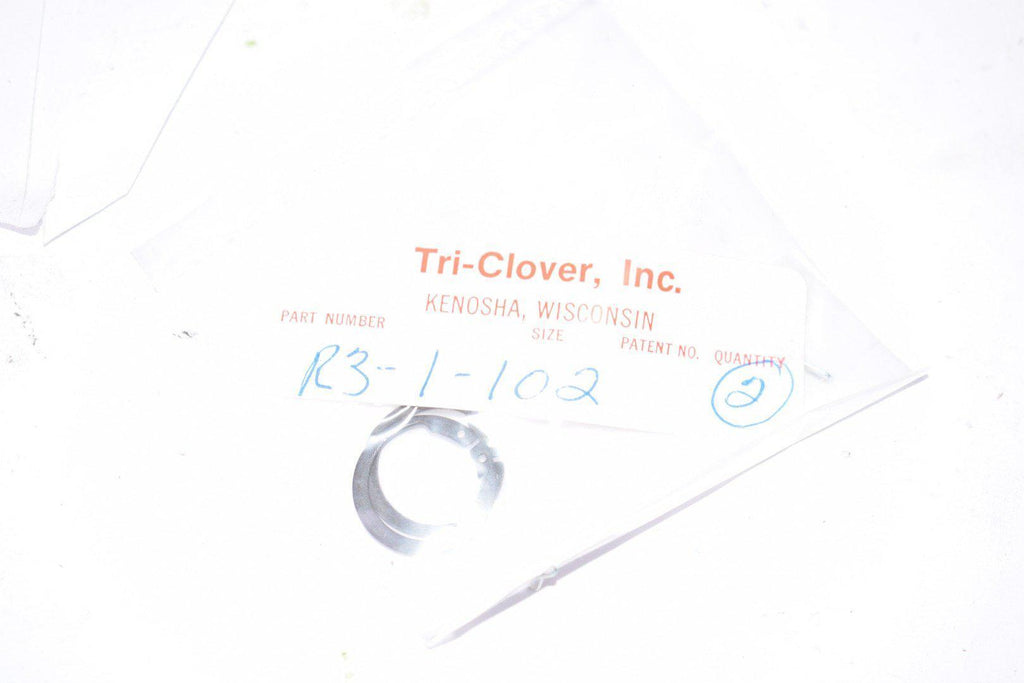 Tri-Clover, Inc.
KENOSHA, WISCONSIN
PART NUMBER SIZE PATENT NO. QUANTITY
R3-1-102 2